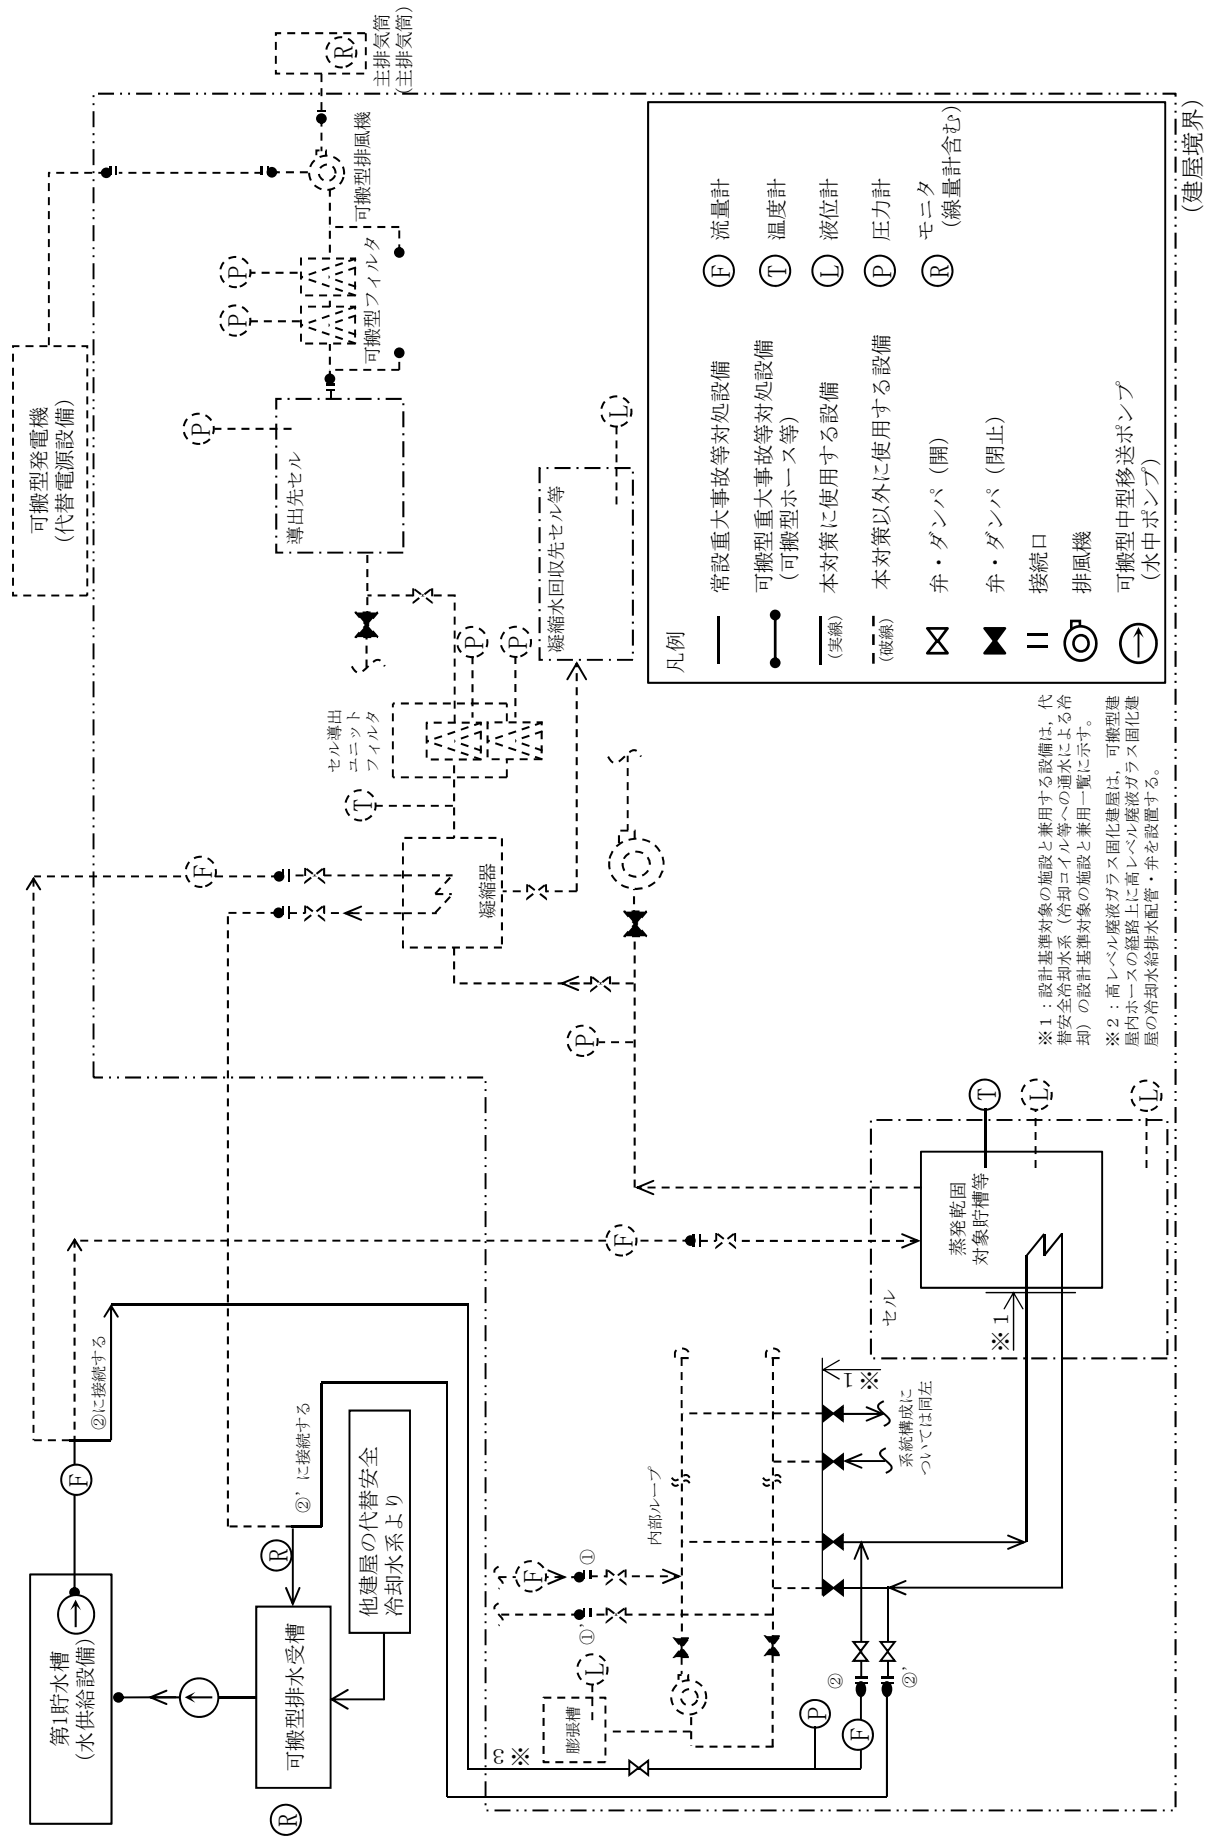 第1貯水槽
(水供給設備)
可搬型排水受槽
他建屋の代替安全
冷却水系より
②に接続する
②'に接続する
F
R
R
可搬型発電機
(代替電源設備)
主排気筒
(主排気筒)
R
可搬型排風機
可搬型フィルタ
P
P
P
導出先セル
凝縮水回収先セル等
L
P
P
セル導出
ユニット
フィルタ
T
凝縮器
F
P
F
セル
蒸発乾固
対象貯槽等
T
L
L
※1
※1
系統構成に
ついては同左
内部ループ
F
①
①'
膨張槽
L
※3
P
F
②
②'
凡例
常設重大事故等対処設備
可搬型重大事故等対処設備
(可搬型ホース等)
(実線)
本対策に使用する設備
(破線)
本対策以外に使用する設備
弁・ダンパ(開)
弁・ダンパ(閉止)
接続口
排風機
可搬型中型移送ポンプ
(水中ポンプ)
F 流量計
T 温度計
L 液位計
P 圧力計
R モニタ
(線量計含む)
(建屋境界)
※1:設計基準対象の施設と兼用する設備は,代
替安全冷却水系(冷却コイル等への通水による冷
却)の設計基準対象の施設と兼用一覧に示す。
※2:高レベル廃液ガラス固化建屋は,可搬型建
屋内ホースの経路上に高レベル廃液ガラス固化建
屋の冷却水給排水配管・弁を設置する。